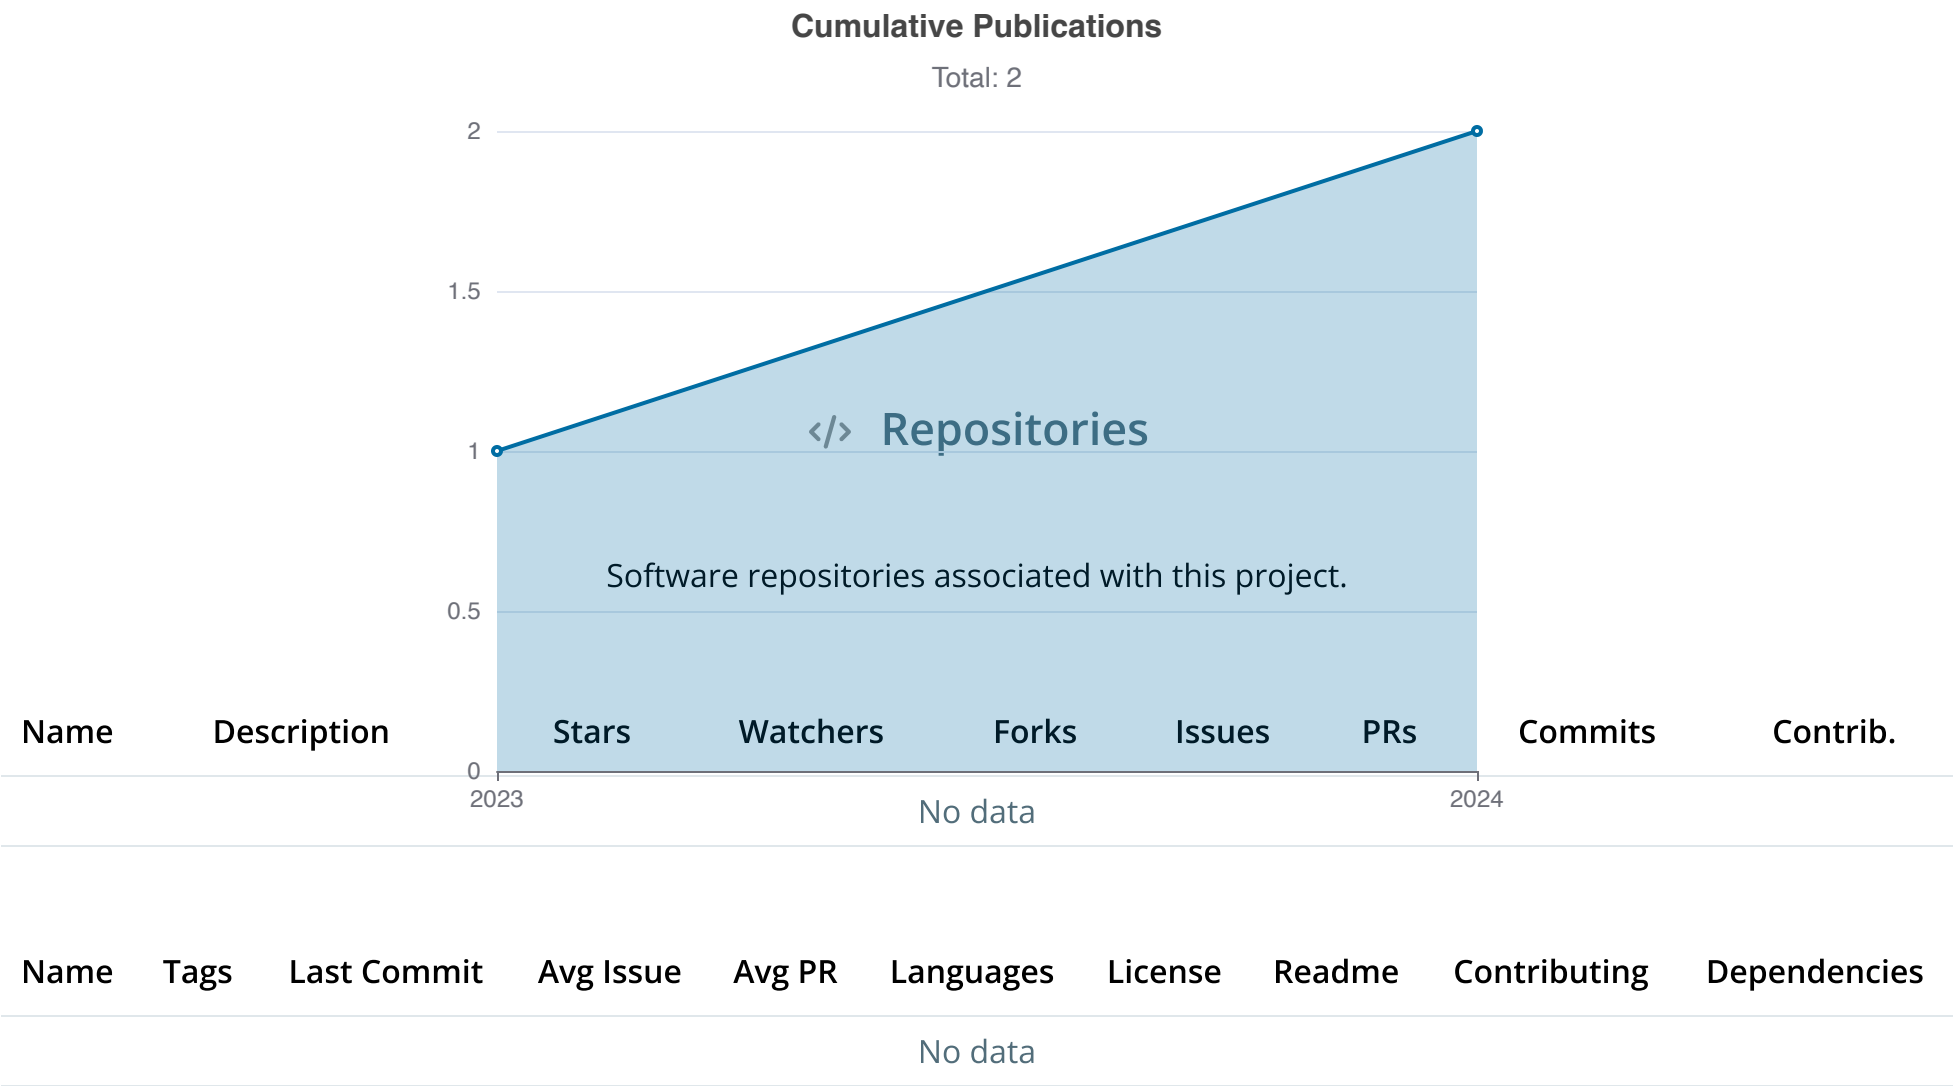 Cumulative Publications
Total: 2
2
1.5
</> Repositories
1
Software repositories associated with this project.
0.5
Name Description Stars Watchers Forks Issues PRs Commits Contrib.
0
2023 2024
No data
Name Tags Last Commit Avg Issue Avg PR Languages License Readme Contributing Dependencies
No data